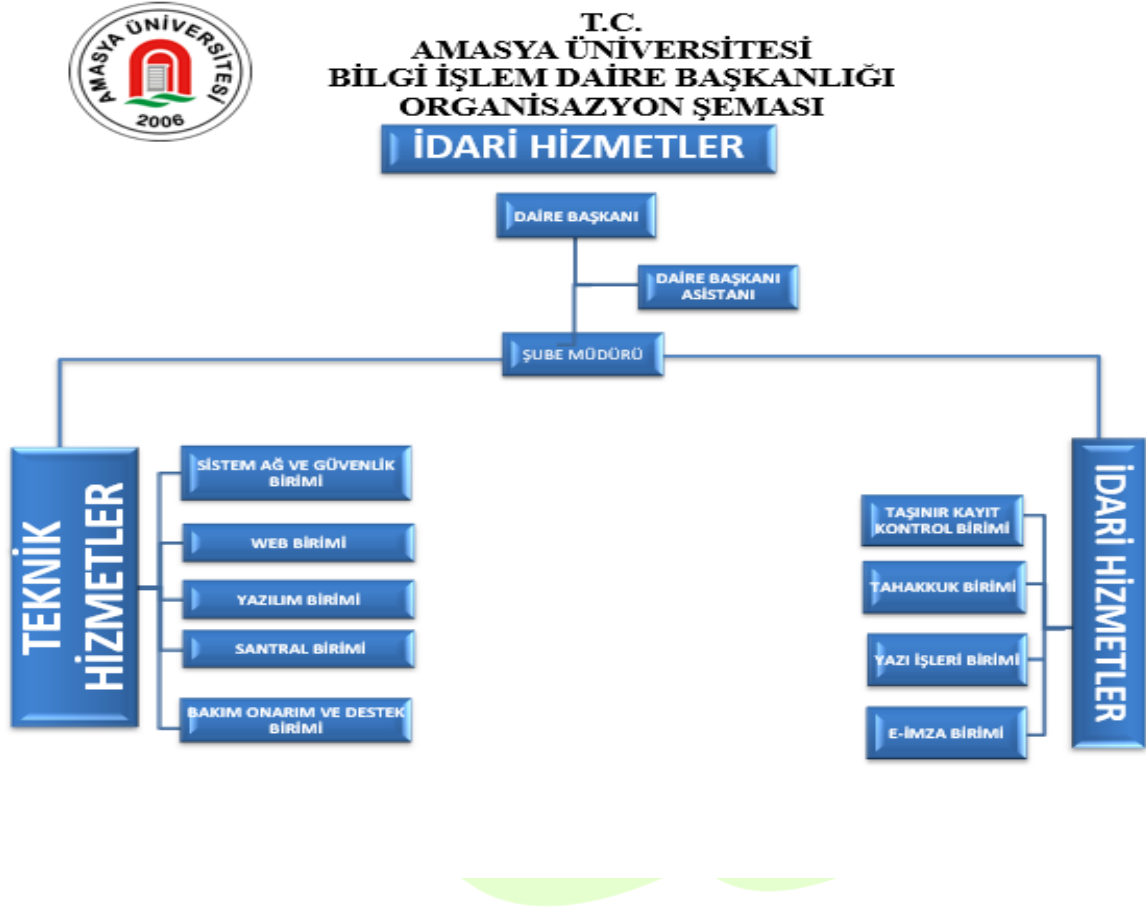 AMASYA ÜNİVERSİTESİ
2006
T.C.
AMASYA ÜNİVERSİTESİ
BİLGİ İŞLEM DAİRE BAŞKANLIĞI
ORGANİSAZYON ŞEMASI
İDARİ HİZMETLER
DAİRE BAŞKANI
DAİRE BAŞKANI
ASİSTANI
ŞUBE MÜDÜRÜ
TEKNİK
HİZMETLER
SİSTEM AĞ VE GÜVENLİK
BİRİMİ
WEB BİRİMİ
YAZILIM BİRİMİ
SANTRAL BİRİMİ
BAKIM ONARIM VE DESTEK
BİRİMİ
İDARİ HİZMETLER
TAŞINIR KAYIT
KONTROL BİRİMİ
TAHAKKUK BİRİMİ
YAZI İŞLERİ BİRİMİ
E-İMZA BİRİMİ